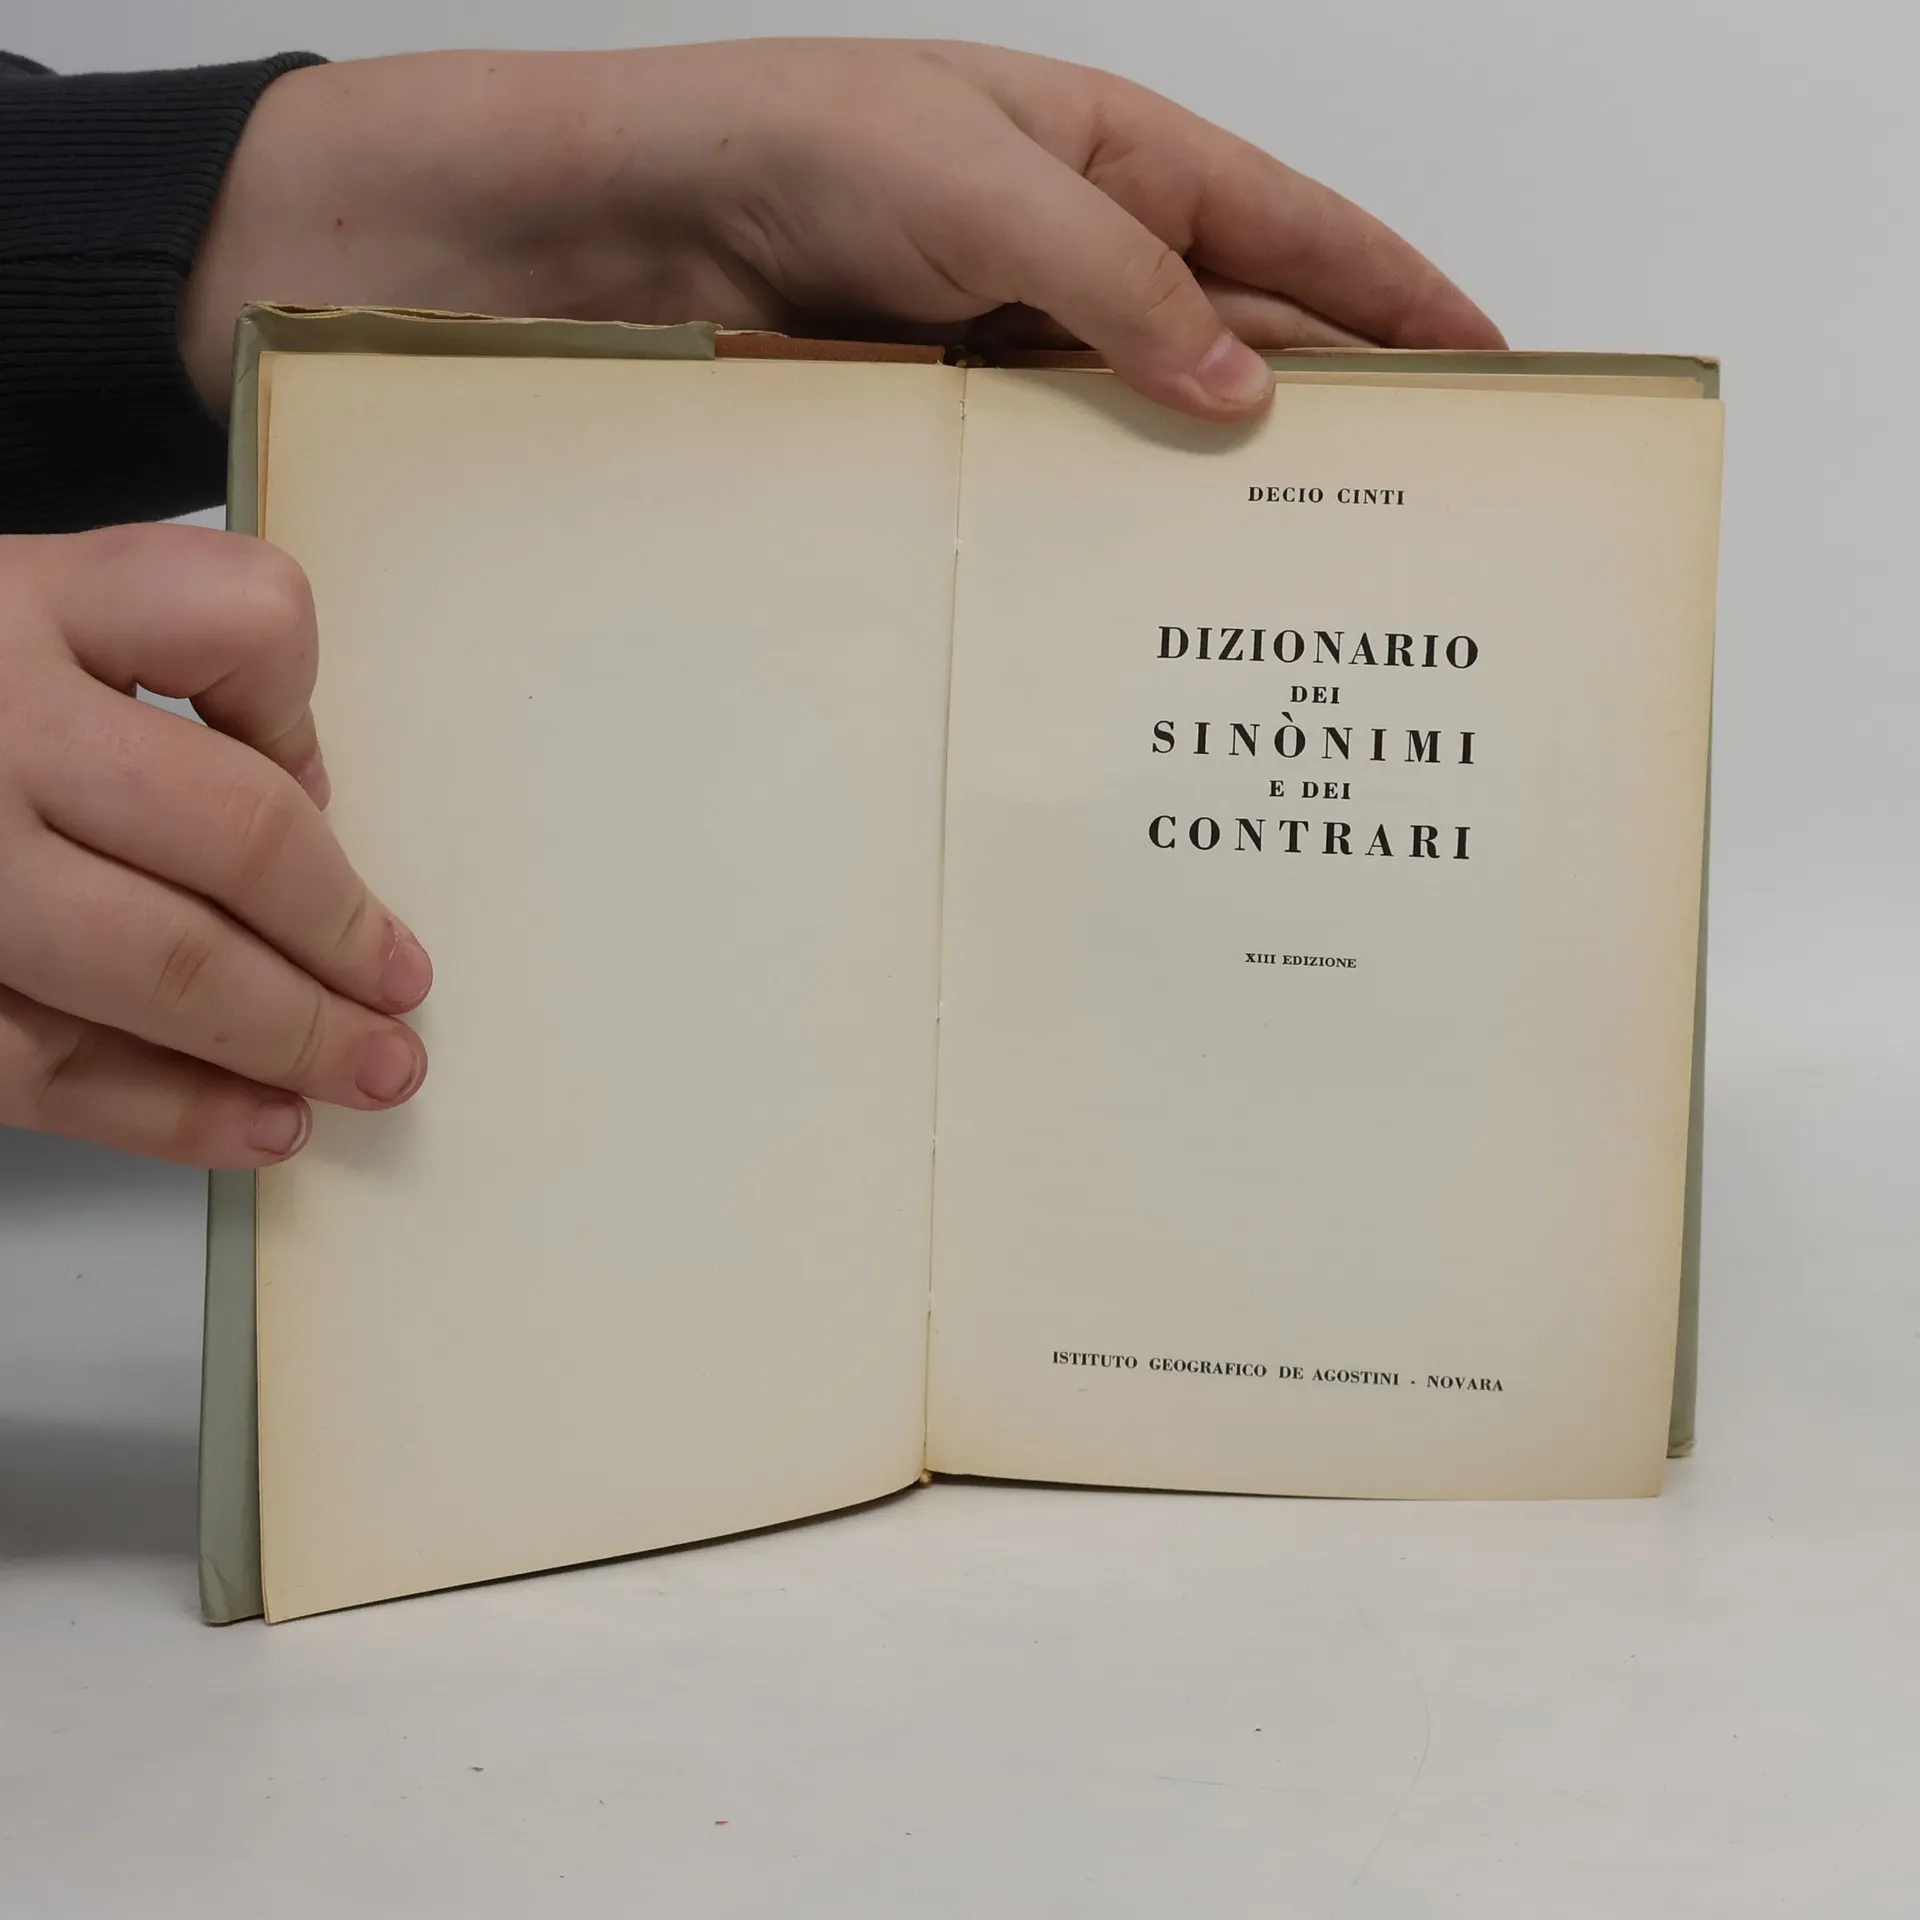 DECIO CINTI
DIZIONARIO
DEI
SINÒNIMI
E DEI
CONTRARI
XIII EDIZIONE
ISTITUTO GEOGRAFICO DE AGOSTINI - NOVARA